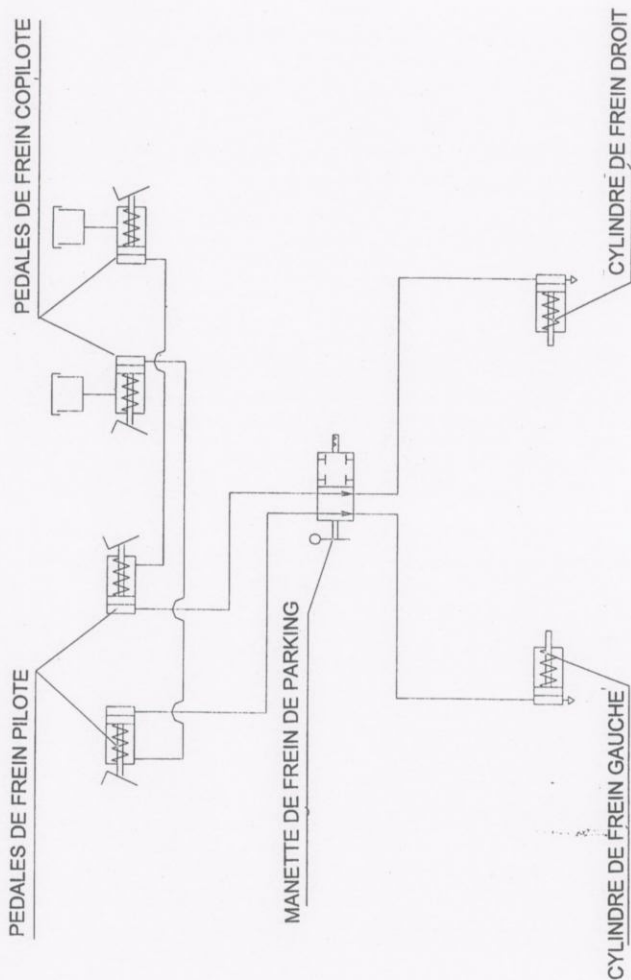 PEDALES DE FREIN PILOTE
PEDALES DE FREIN COPILOTE
MANETTE DE FREIN DE PARKING
CYLINDRE DE FREIN GAUCHE
CYLINDRE DE FREIN DROIT